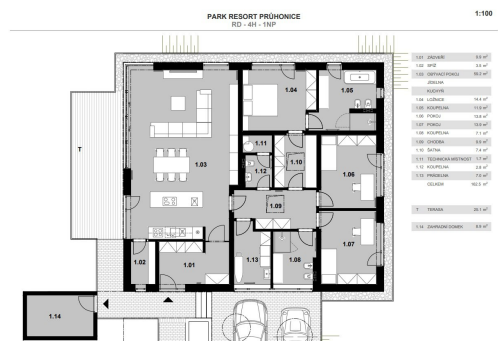 PARK RESORT PRŮHONICE
1:100
RD - 4H - 1NP
1.01 ZÁDVEŘÍ
1.02 SPÍŽ
1.03 OBÝVACÍ POKOJ
JÍDELNA
KUCHYŇ
1.04 LOŽNICE
1.05 KOUPELNA
1.06 POKOJ
1.07 POKOJ
1.08 KOUPELNA
1.09 CHODBA
1.10 ŠATNA
1.11 TECHNICKÁ MÍSTNOST
1.12 KOUPELNA
1.13 PRÁDELNA
CELKEM
T TERASA
1.14 ZAHRADNÍ DOMEK
1.04
1.05
1.11
1.10
1.12
1.03
1.06
T
1.09
1.07
1.02
1.01
1.13
1.08
1.14